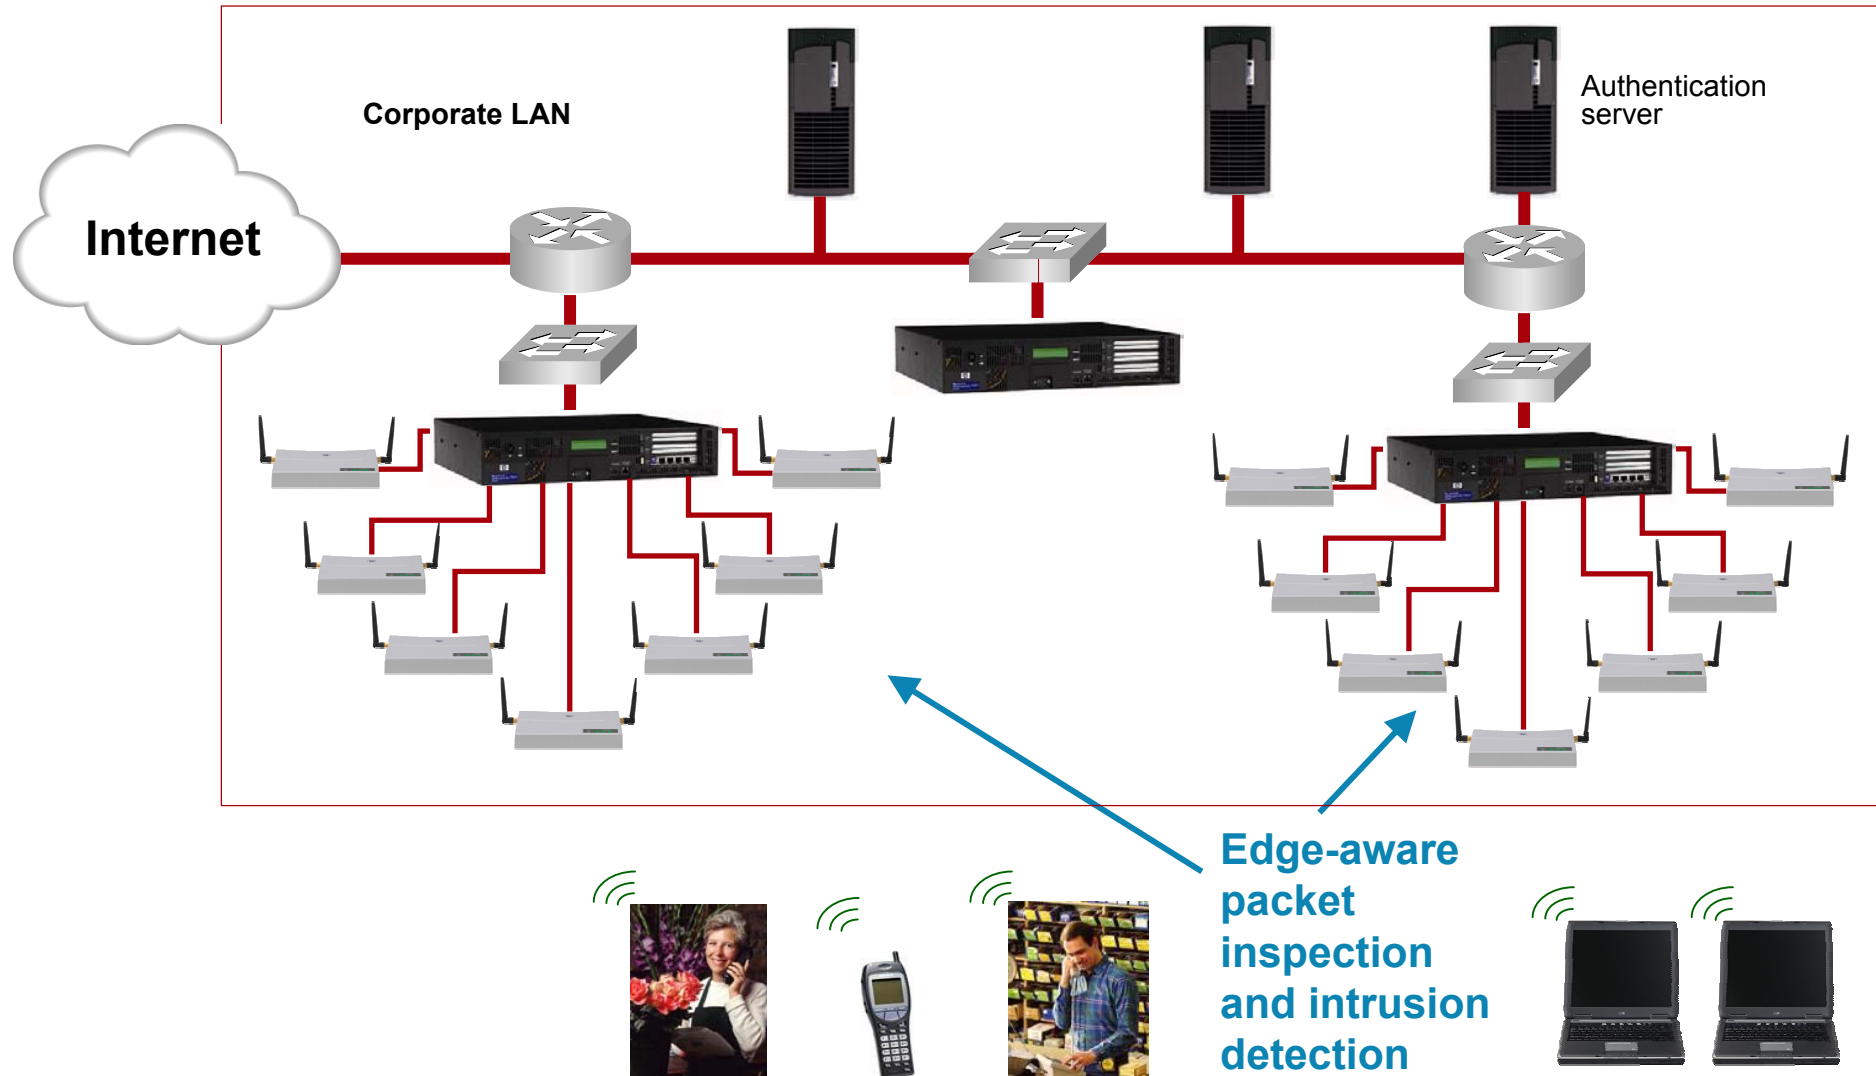 Corporate LAN
Authentication
server
Internet
Edge-aware
packet
inspection
and intrusion
detection